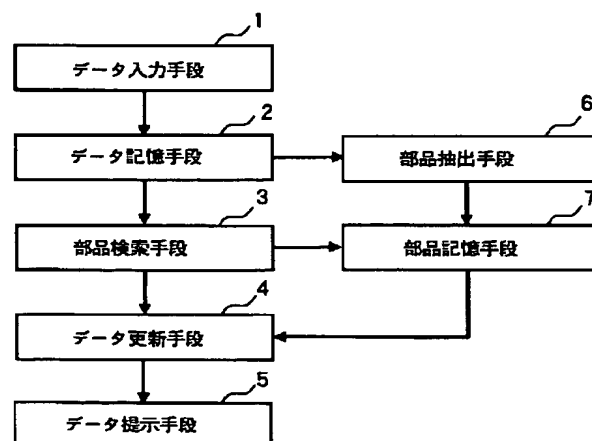 1
データ入力手段
2
データ記憶手段
6
部品抽出手段
3
部品検索手段
7
部品記憶手段
4
データ更新手段
5
データ提示手段